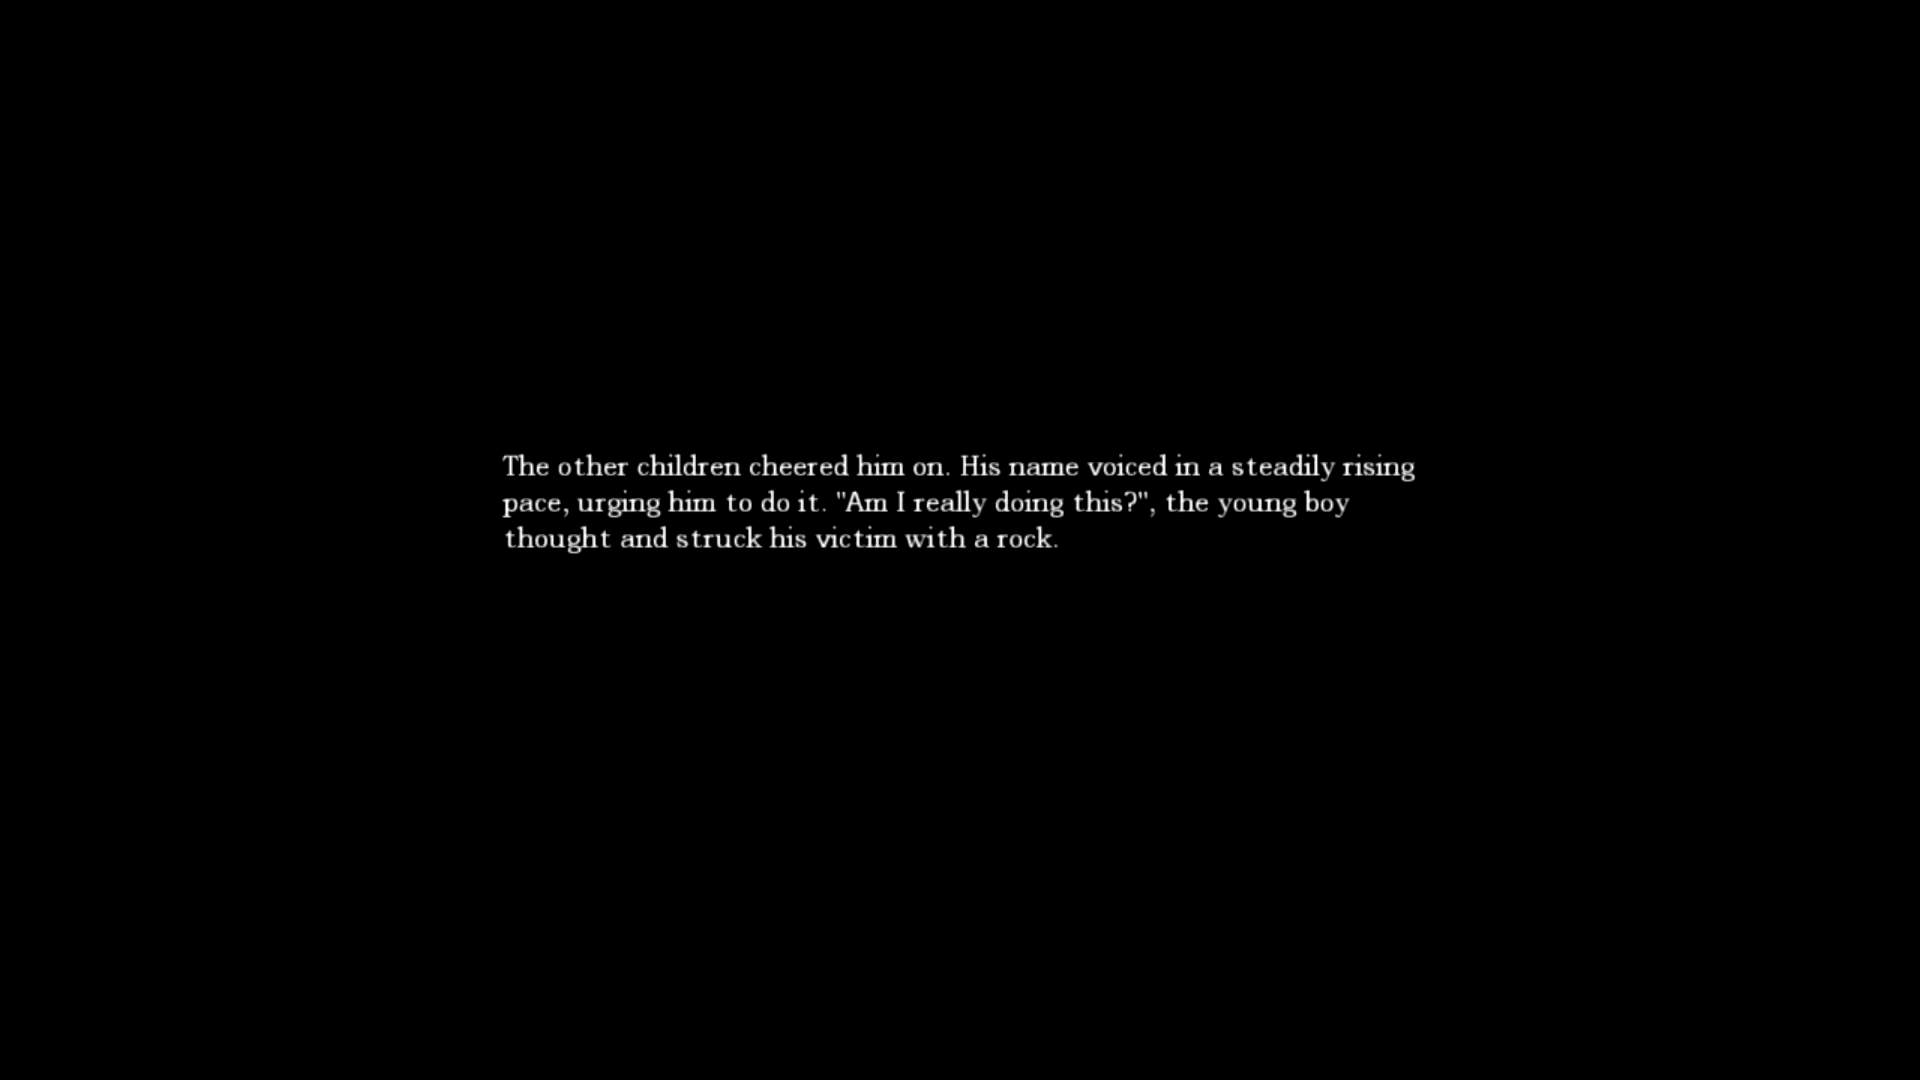 The other children cheered him on. His name voiced in a steadily rising
pace, urging him to do it. "Am I really doing this?", the young boy
thought and struck his victim with a rock.